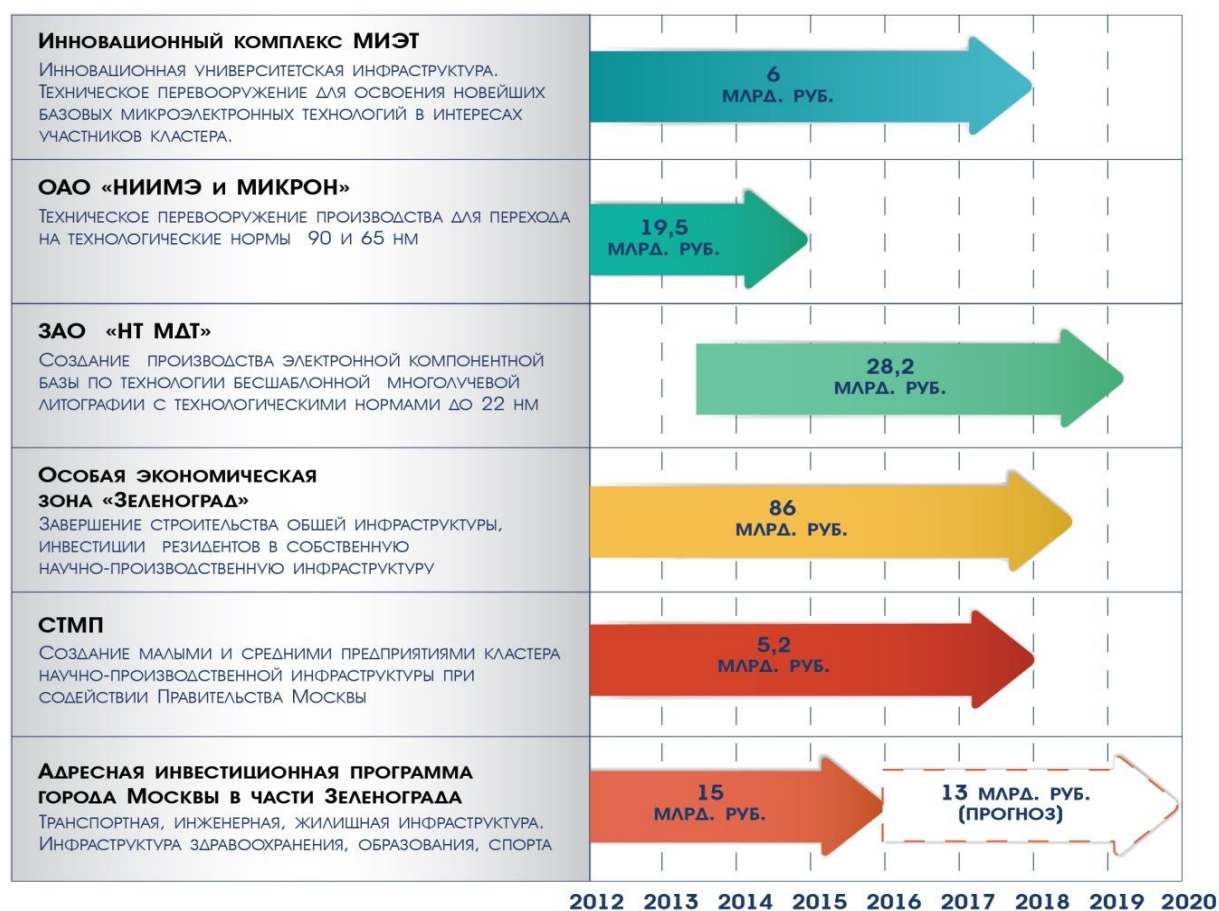 Инновационный комплекс МИЭТ
Инновационная университетская инфраструктура.
Техническое перевооружение для освоения новейших
базовых микроэлектронных технологий в интересах
участников кластера.
6
млрд. руб.
ОАО «НИИМЭ и МИКРОН»
Техническое перевооружение производства для перехода
на технологические нормы 90 и 65 нм
19,5
млрд. руб.
ЗАО «НТ МДТ»
Создание производства электронной компонентной
базы по технологии бесшаблонной многолучевой
литографии с технологическими нормами до 22 нм
28,2
млрд. руб.
Особая экономическая
зона «Зеленоград»
Завершение строительства общей инфраструктуры,
инвестиции резидентов в собственную
научно-производственную инфраструктуру
86
млрд. руб.
СТМП
Создание малыми и средними предприятиями кластера
научно-производственной инфраструктуры при
содействии Правительства Москвы
5,2
млрд. руб.
Адресная инвестиционная программа
города Москвы в части Зеленограда
Транспортная, инженерная, жилищная инфраструктура.
Инфраструктура здравоохранения, образования, спорта
15
млрд. руб.
13 млрд. руб.
(прогноз)
2012 2013 2014 2015 2016 2017 2018 2019 2020